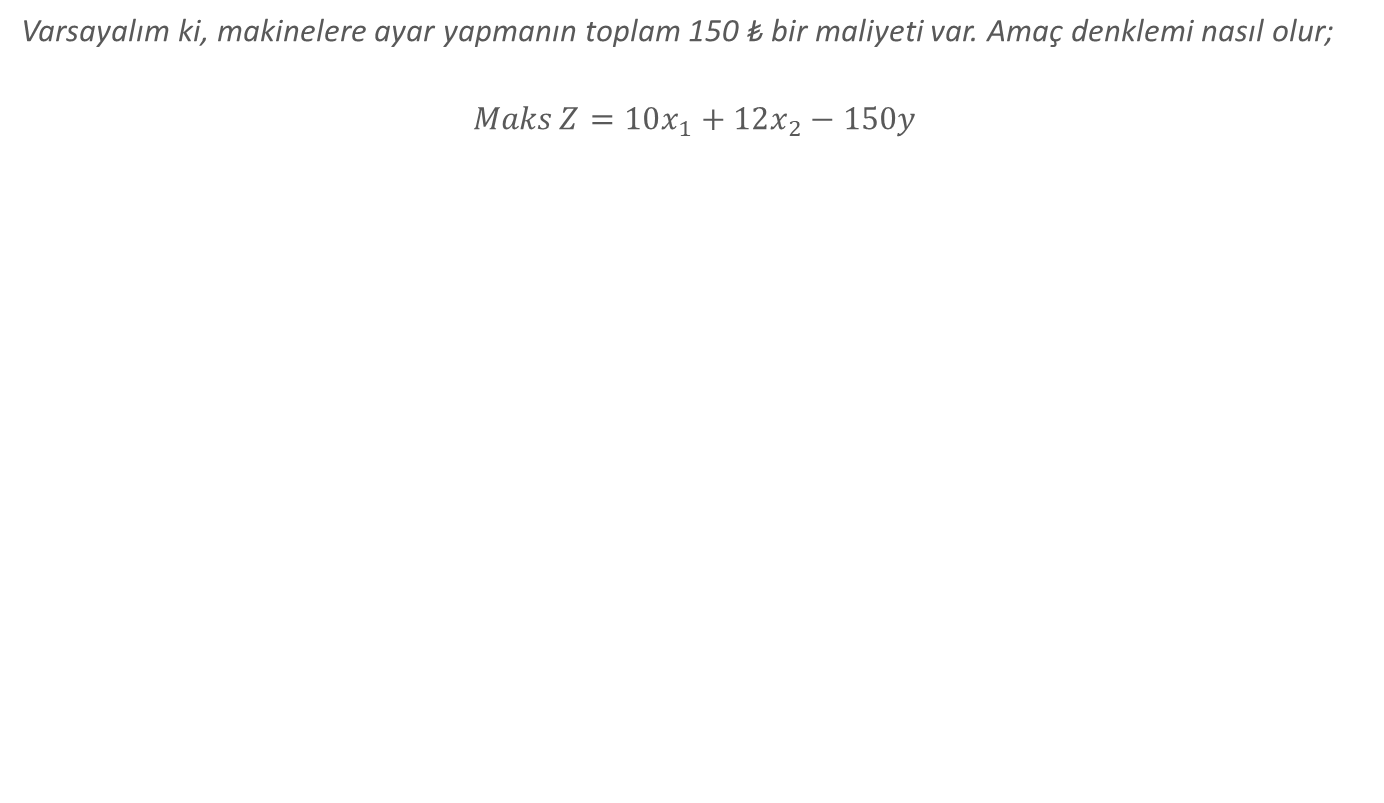 Varsayalım ki, makinelere ayar yapmanın toplam 150 ₺ bir maliyeti var. Amaç denklemi nasıl olur;
Maks Z = 10x₁ + 12x₂ − 150y